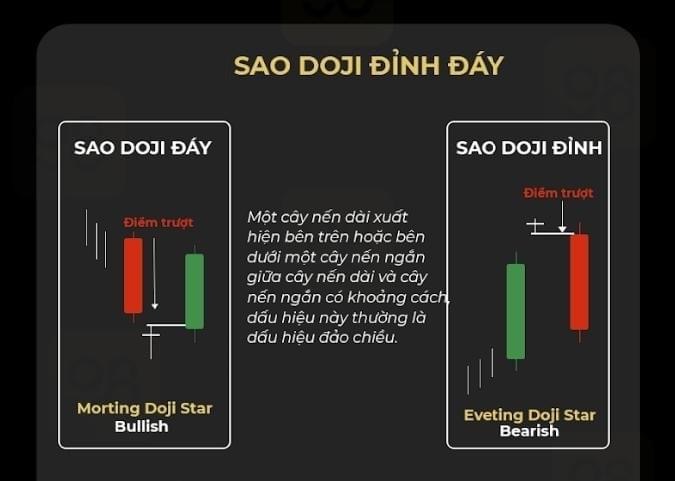 SAO DOJI ĐỈNH ĐÁY
SAO DOJI ĐÁY
Điểm trượt
Morting Doji Star
Bullish
Một cây nến dài xuất
hiện bên trên hoặc bên
dưới một cây nến ngắn
giữa cây nến dài và cây
nến ngắn có khoảng cách,
dấu hiệu này thường là
dấu hiệu đảo chiều.
SAO DOJI ĐỈNH
Điểm trượt
Eveting Doji Star
Bearish